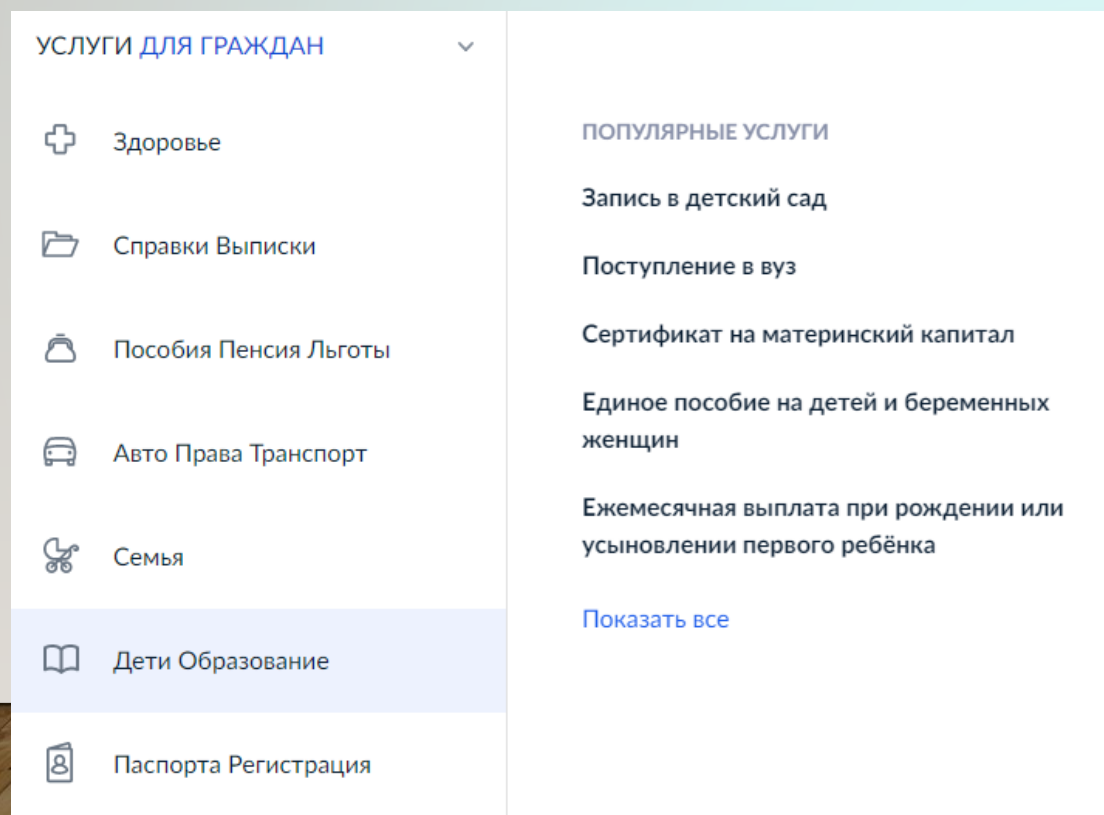 УСЛУГИ ДЛЯ ГРАЖДАН
Здоровье
Справки Выписки
Пособия Пенсия Льготы
Авто Права Транспорт
Семья
Дети Образование
Паспорта Регистрация
ПОПУЛЯРНЫЕ УСЛУГИ
Запись в детский сад
Поступление в вуз
Сертификат на материнский капитал
Единое пособие на детей и беременных
женщин
Ежемесячная выплата при рождении или
усыновлении первого ребёнка
Показать все